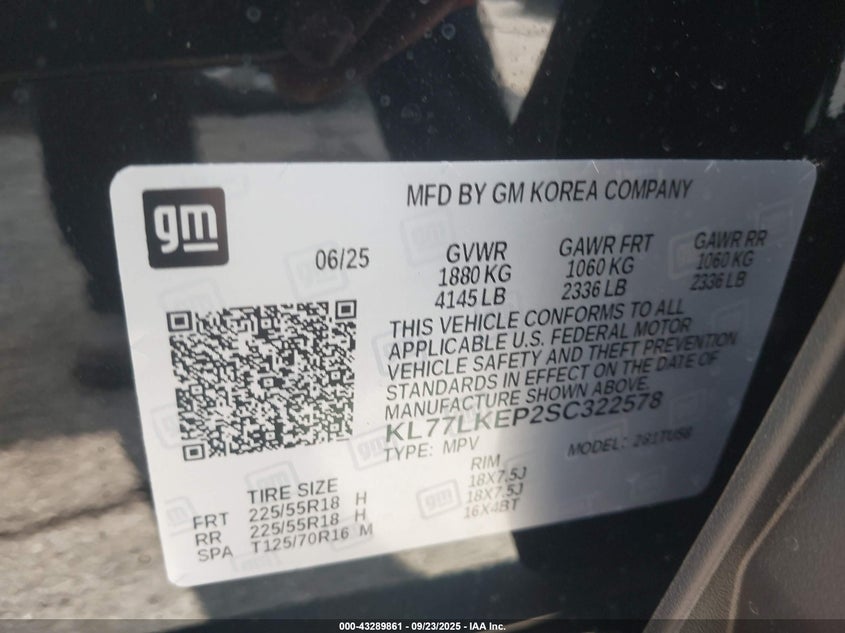 gm
MFD BY GM KOREA COMPANY
06/25
GVWR GAWR FRT GAWR RR
1880 KG 1060 KG 1060 KG
4145 LB 2336 LB 2336 LB
THIS VEHICLE CONFORMS TO ALL
APPLICABLE U.S. FEDERAL MOTOR
VEHICLE SAFETY AND THEFT PREVENTION
STANDARDS IN EFFECT ON THE DATE OF
MANUFACTURE SHOWN ABOVE.
KL77LKEP2SC322578
TYPE: MPV MODEL:
TIRE SIZE RIM
FRT 225/55R18 H 18X7.5J
RR 225/55R18 H 18X7.5J
SPA T125/70R16 M 16X4BT
000-43289861 - 09/23/2025 - IAA Inc.